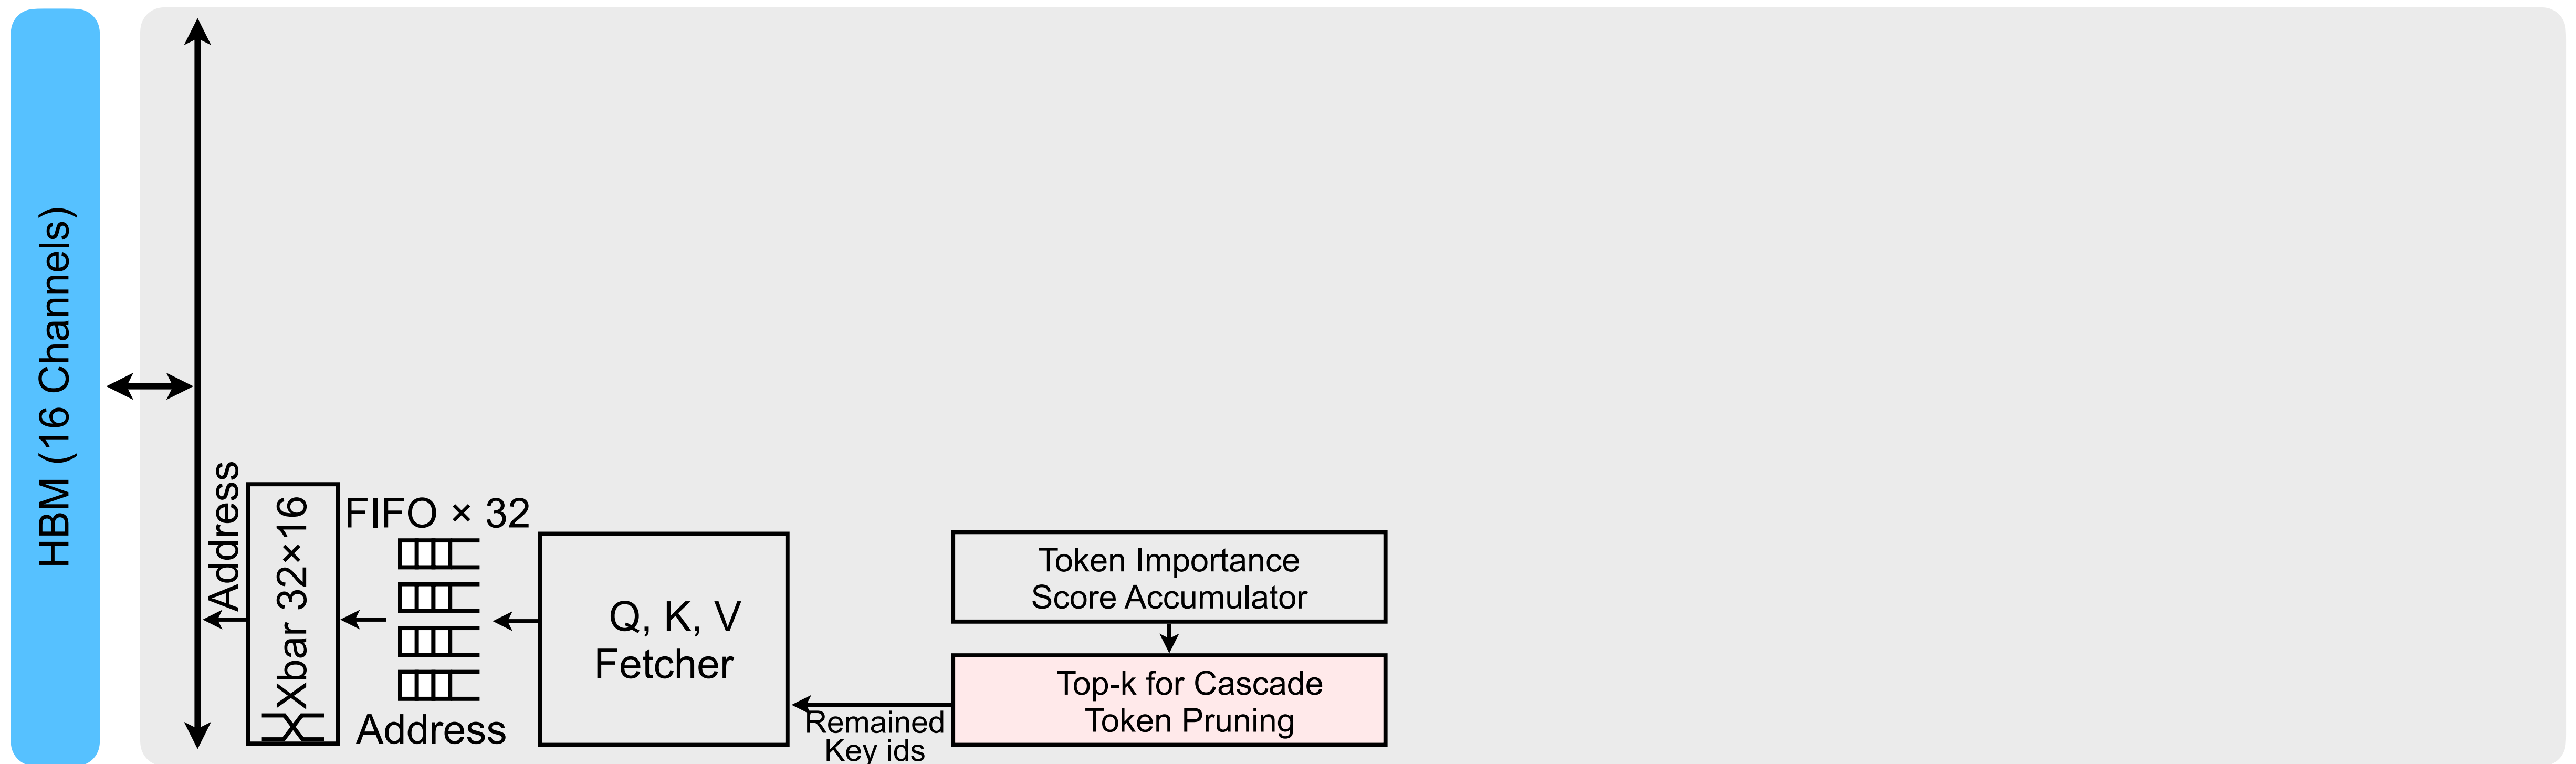 HBM (16 Channels)
Address
Xbar 32×16
FIFO × 32
Address
Q, K, V
Fetcher
Remained
Key ids
Token Importance
Score Accumulator
Top-k for Cascade
Token Pruning